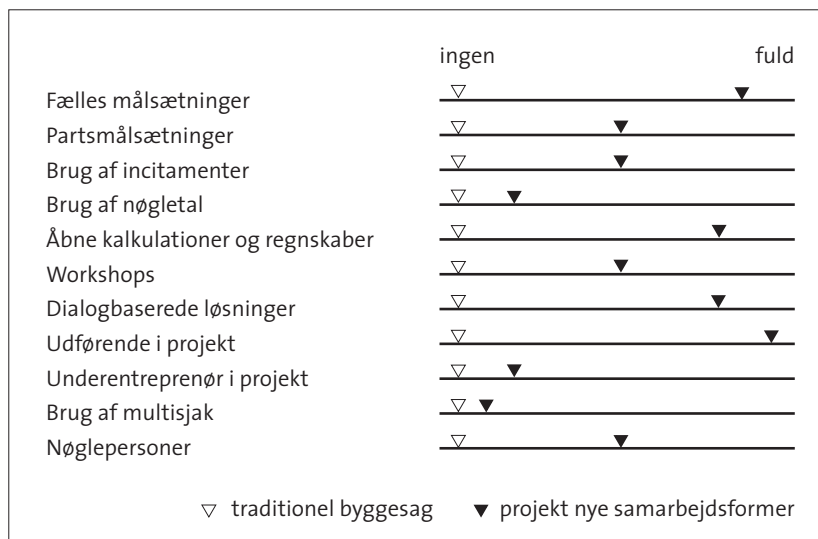 ingen fuld
Fælles målsætninger
Partsmålsætninger
Brug af incitamenter
Brug af nøgletal
Åbne kalkulationer og regnskaber
Workshops
Dialogbaserede løsninger
Udførende i projekt
Underentreprenør i projekt
Brug af multisjak
Nøglepersoner
traditionel byggesag projekt nye samarbejdsformer